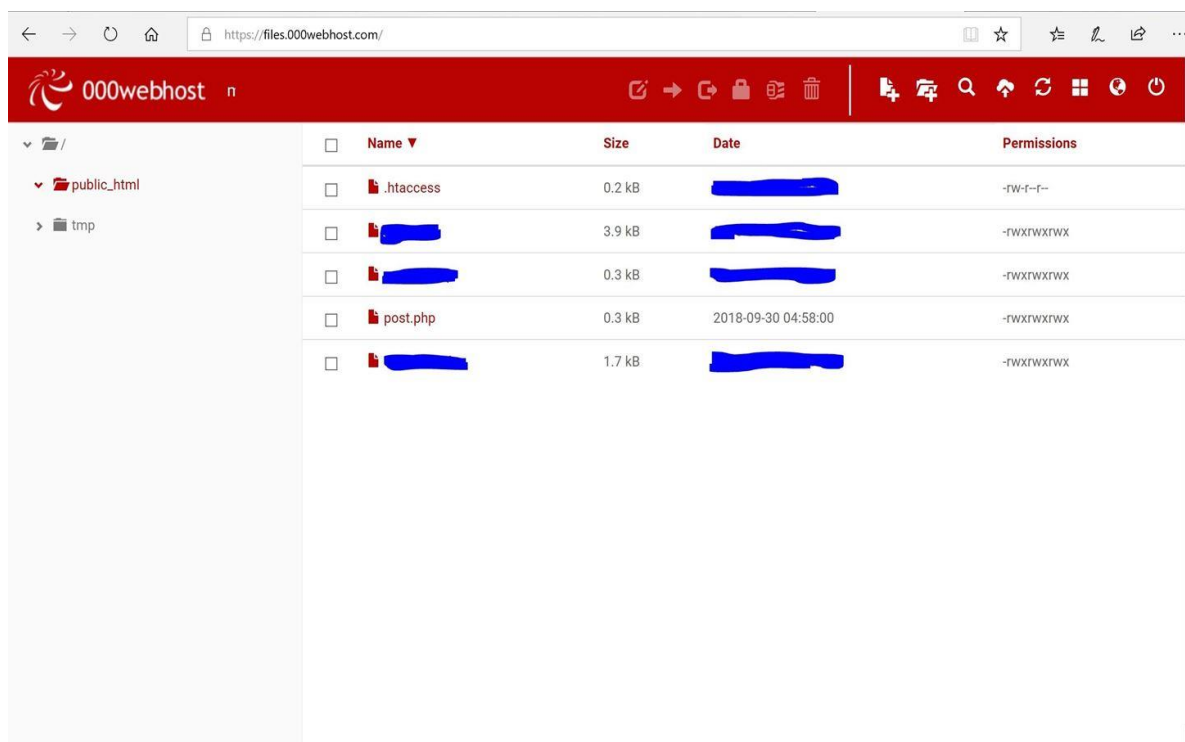 https://files.000webhost.com/
000webhost
/
Name ▼ Size Date Permissions
.htaccess 0.2 kB -rw-r--r--
public_html
3.9 kB -rwxrwxrwx
tmp
0.3 kB -rwxrwxrwx
post.php 0.3 kB 2018-09-30 04:58:00 -rwxrwxrwx
1.7 kB -rwxrwxrwx